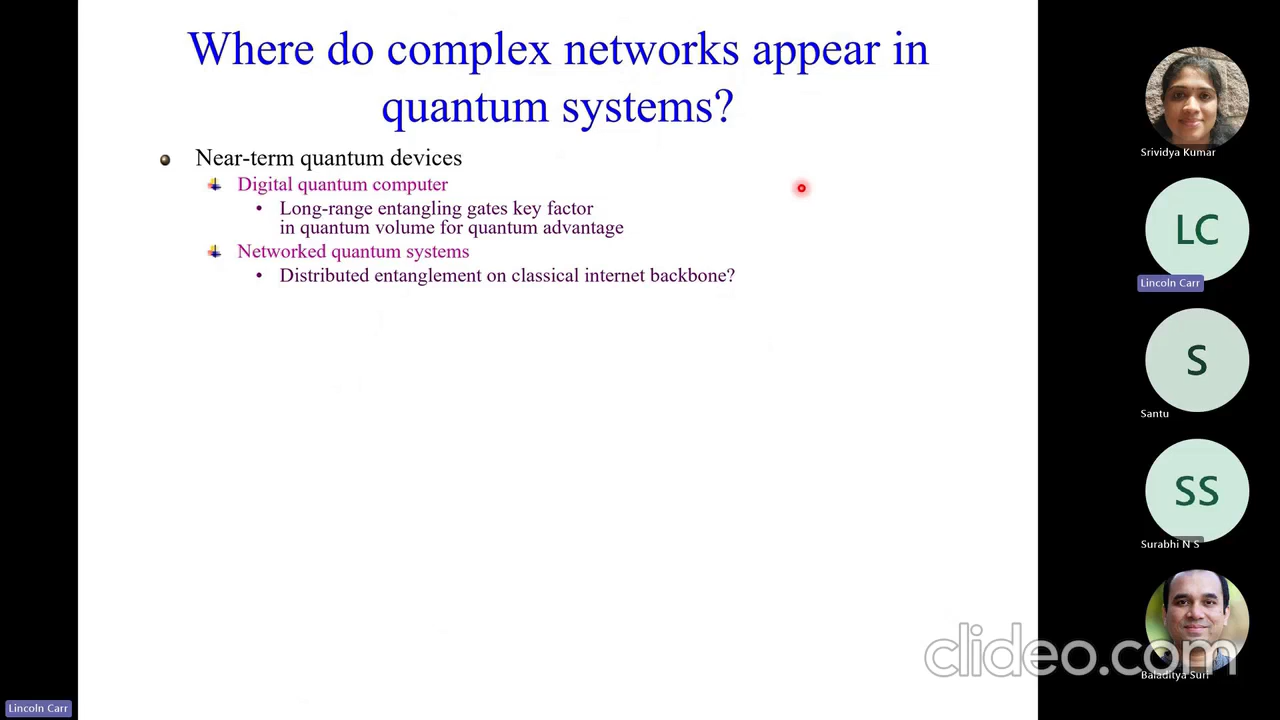 Where do complex networks appear in
quantum systems?
Near-term quantum devices
Digital quantum computer
• Long-range entangling gates key factor
in quantum volume for quantum advantage
Networked quantum systems
• Distributed entanglement on classical internet backbone?
Srividya Kumar
LC
Lincoln Carr
S
Santu
SS
Surabhi N S
clideo.com
Baladitya Suri
Lincoln Carr